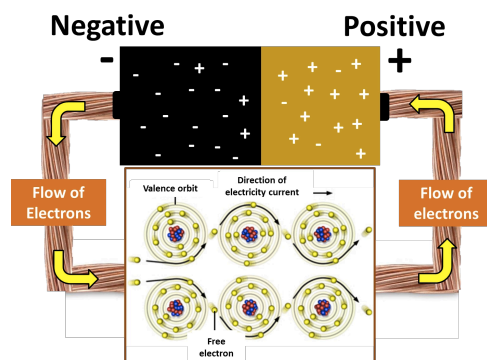 Negative
Positive
-
+
Flow of
Electrons
Flow of
electrons
Valence orbit
Direction of
electricity current
Free
electron